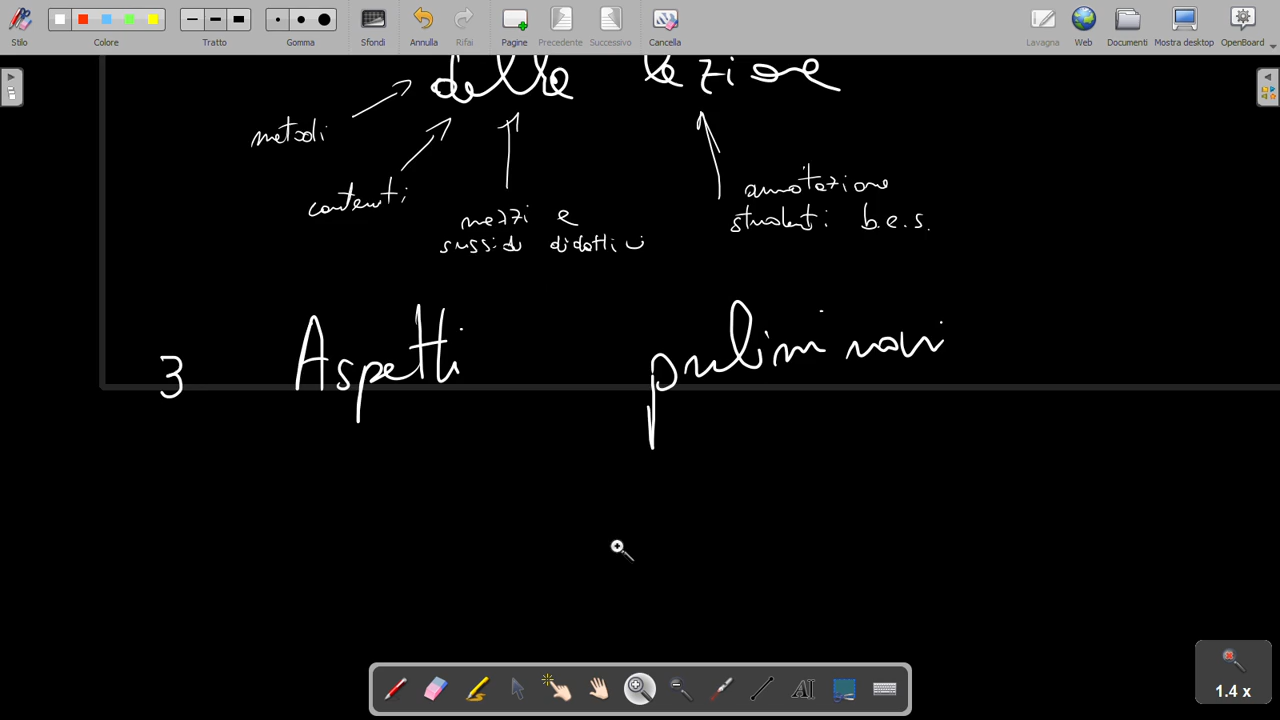 Stilo Colore Tratto Gomma Sfondi Annulla Rifai Pagine Precedente Successivo Cancella Lavagna Web Documenti Mostra desktop OpenBoard
della lezione
metodi
contenuti
mezzi e
sussidi didattici
annotazione
studenti b.e.s.
3 Aspetti preliminari
1.4 x